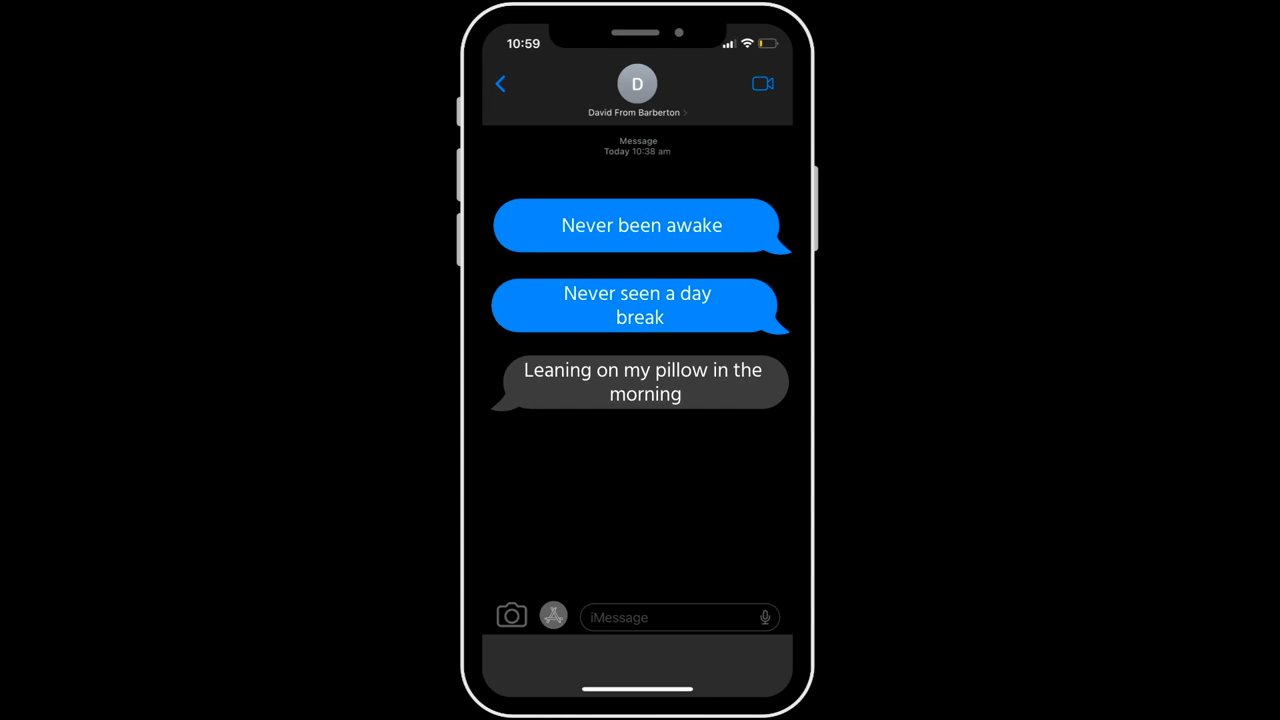 10:59
D
David From Barberton
Message
Today 10:38 am
Never been awake
Never seen a day
break
Leaning on my pillow in the
morning
iMessage